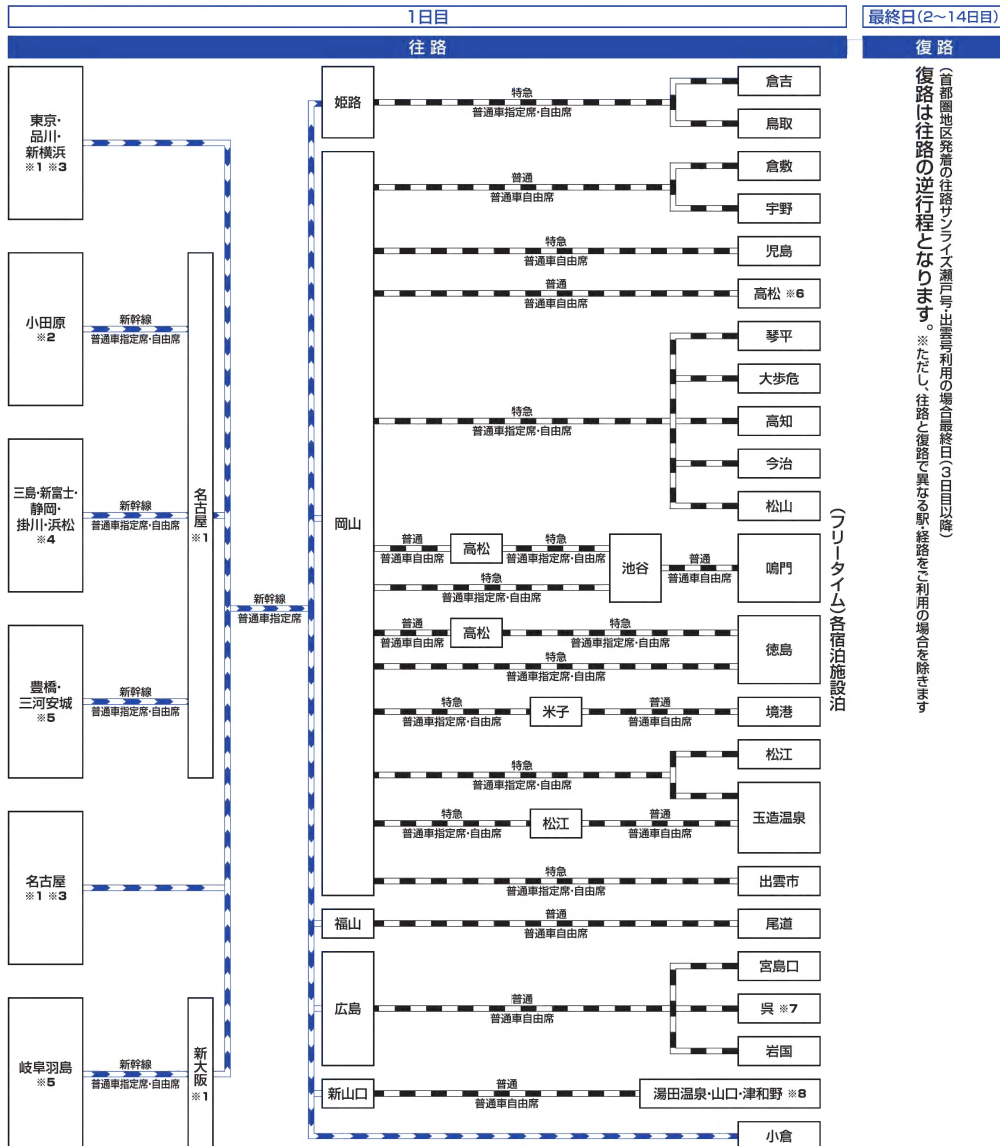 1日目
最終日(2～14日目)
往路
復路
東京・
品川・
新横浜
※1 ※3
小田原
※2
新幹線
普通車指定席・自由席
三島・新富士・
静岡・
掛川・浜松
※4
新幹線
普通車指定席・自由席
豊橋・
三河安城
※5
新幹線
普通車指定席・自由席
名古屋
※1
名古屋
※1 ※3
岐阜羽島
※5
新幹線
普通車指定席・自由席
新大阪
※1
新幹線
普通車指定席
姫路
特急
普通車指定席・自由席
倉吉
鳥取
岡山
普通
普通車自由席
倉敷
宇野
特急
普通車自由席
児島
普通
普通車自由席
高松 ※6
特急
普通車指定席・自由席
琴平
大歩危
高知
今治
松山
普通
普通車自由席
高松
特急
普通車指定席・自由席
特急
普通車指定席・自由席
池谷
普通
普通車自由席
鳴門
普通
普通車自由席
高松
特急
普通車指定席・自由席
特急
普通車指定席・自由席
徳島
特急
普通車指定席・自由席
米子
普通
普通車自由席
境港
特急
普通車指定席・自由席
松江
特急
普通車指定席・自由席
松江
普通
普通車自由席
玉造温泉
特急
普通車指定席・自由席
出雲市
福山
普通
普通車自由席
尾道
広島
普通
普通車自由席
宮島口
呉 ※7
岩国
新山口
普通
普通車自由席
湯田温泉・山口・津和野 ※8
小倉
(フリータイム)各宿泊施設泊
(首都圏地区発着の往路サンライズ瀬戸号・出雲号利用の場合最終日(3日目以降)
復路は往路の逆行程となります。※ただし、往路と復路で異なる駅・経路をご利用の場合を除きます